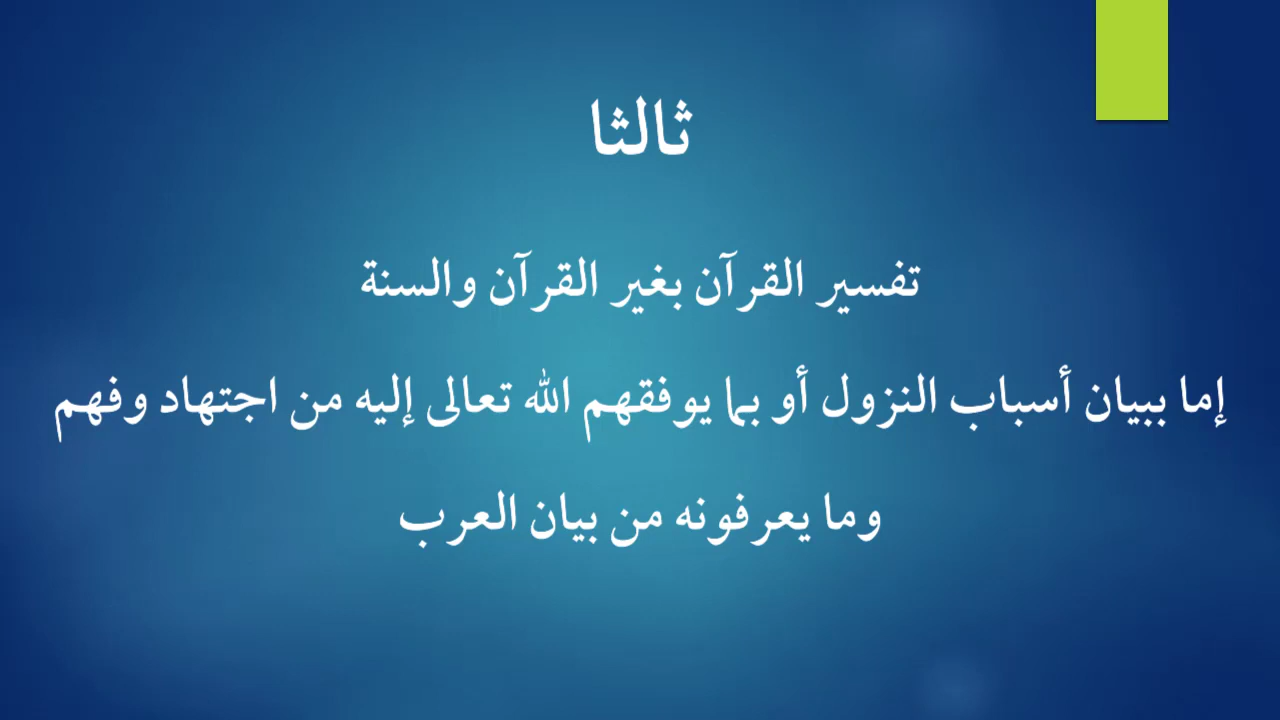 ثالثا
تفسير القرآن بغير القرآن والسنة
إما ببيان أسباب النزول أو بما يوفقهم الله تعالى إليه من اجتهاد وفهم
وما يعرفونه من بيان العرب